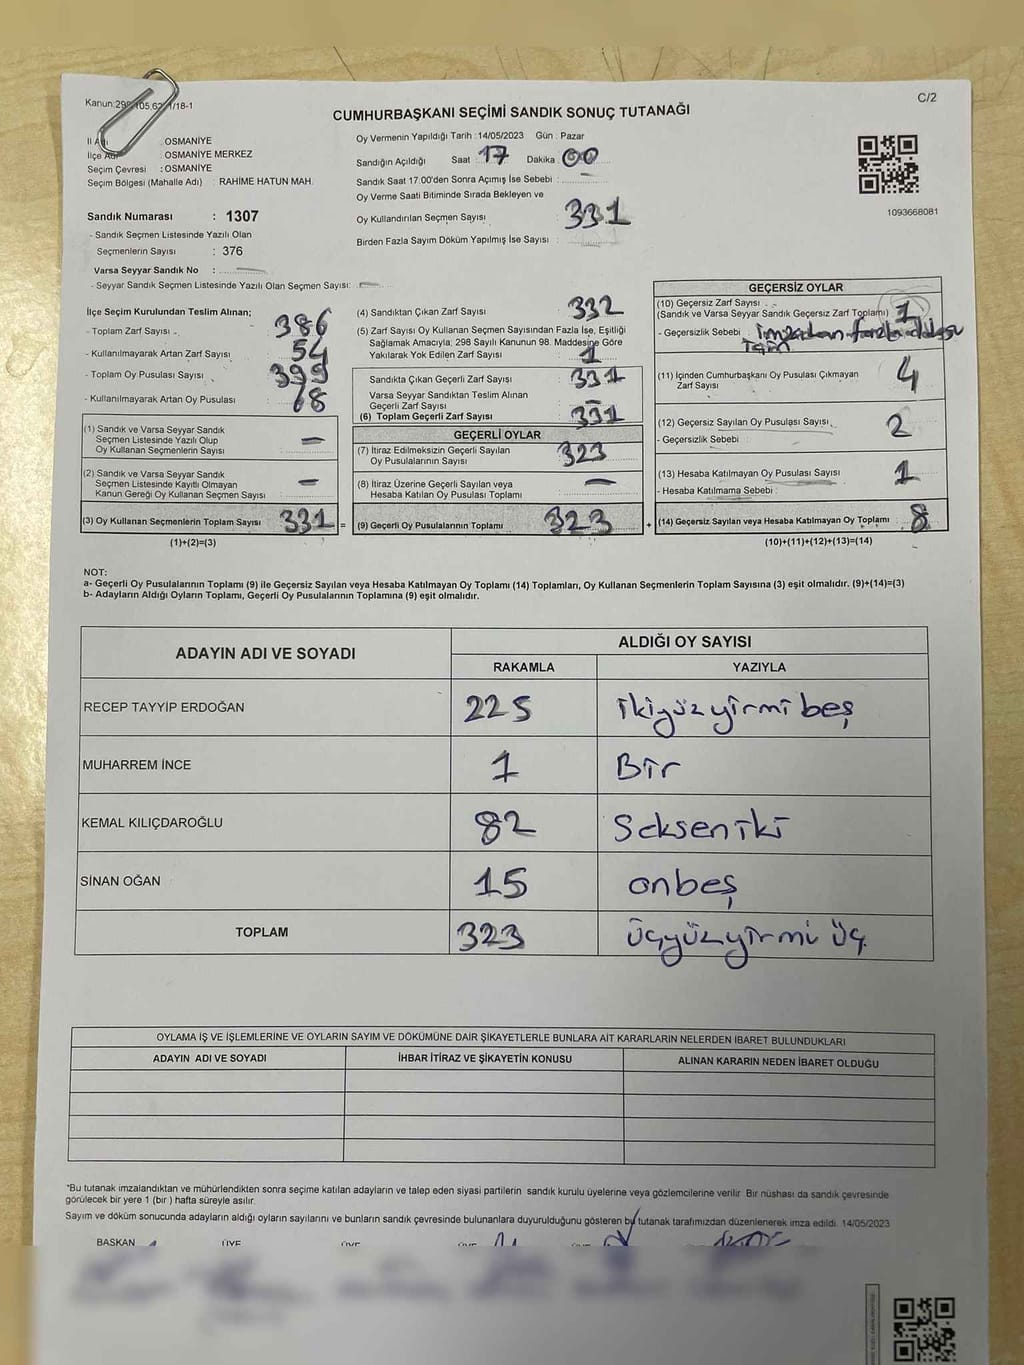 C/2
CUMHURBAŞKANI SEÇİMİ SANDIK SONUÇ TUTANAĞI
: OSMANİYE
: OSMANİYE MERKEZ
Seçim Çevresi : OSMANİYE
Seçim Bölgesi (Mahalle Adı) : RAHİME HATUN MAH.
Sandık Numarası : 1307
- Sandık Seçmen Listesinde Yazılı Olan
Seçmenlerin Sayısı : 376
Varsa Seyyar Sandık No :
- Seyyar Sandık Seçmen Listesinde Yazılı Olan Seçmen Sayısı:
Oy Vermenin Yapıldığı Tarih : 14/05/2023 Gün : Pazar
Sandığın Açıldığı Saat : 17 Dakika : 00
Sandık Saat 17:00'den Sonra Açımış İse Sebebi :
Oy Verme Saati Bitiminde Sırada Bekleyen ve
Oy Kullandırılan Seçmen Sayısı : 331
Birden Fazla Sayım Döküm Yapılmış İse Sayısı :
1093668081
İlçe Seçim Kurulundan Teslim Alınan;
- Toplam Zarf Sayısı : 386
- Kullanılmayarak Artan Zarf Sayısı : 54
- Toplam Oy Pusulası Sayısı : 399
- Kullanılmayarak Artan Oy Pusulası : 68
(1) Sandık ve Varsa Seyyar Sandık
Seçmen Listesinde Yazılı Olup
Oy Kullanan Seçmenlerin Sayısı : —
(2) Sandık ve Varsa Seyyar Sandık
Seçmen Listesinde Kayıtlı Olmayan
Kanun Gereği Oy Kullanan Seçmen Sayısı : —
(3) Oy Kullanan Seçmenlerin Toplam Sayısı : 331 =
(1)+(2)=(3)
(4) Sandıktan Çıkan Zarf Sayısı : 332
(5) Zarf Sayısı Oy Kullanan Seçmen Sayısından Fazla İse, Eşitliği
Sağlamak Amacıyla, 298 Sayılı Kanunun 98. Maddesine Göre
Yakılarak Yok Edilen Zarf Sayısı : 1
Sandıkta Çıkan Geçerli Zarf Sayısı : 331
Varsa Seyyar Sandıktan Teslim Alınan
Geçerli Zarf Sayısı :
(6) Toplam Geçerli Zarf Sayısı : 331
GEÇERLİ OYLAR
(7) İtiraz Edilmeksizin Geçerli Sayılan
Oy Pusulalarının Sayısı : 323
(8) İtiraz Üzerine Geçerli Sayılan veya
Hesaba Katılan Oy Pusulası Toplamı : —
(9) Geçerli Oy Pusulalarının Toplamı : 323 +
GEÇERSİZ OYLAR
(10) Geçersiz Zarf Sayısı
(Sandık ve Varsa Seyyar Sandık Geçersiz Zarf Toplamı) : 1
- Geçersizlik Sebebi : imzadan fazla olduğu
için
(11) İçinden Cumhurbaşkanı Oy Pusulası Çıkmayan
Zarf Sayısı : 4
(12) Geçersiz Sayılan Oy Pusulası Sayısı : 2
- Geçersizlik Sebebi :
(13) Hesaba Katılmayan Oy Pusulası Sayısı : 1
- Hesaba Katılmama Sebebi :
(14) Geçersiz Sayılan veya Hesaba Katılmayan Oy Toplamı : 8
(10)+(11)+(12)+(13)=(14)
NOT:
a- Geçerli Oy Pusulalarının Toplamı (9) ile Geçersiz Sayılan veya Hesaba Katılmayan Oy Toplamı (14) Toplamları, Oy Kullanan Seçmenlerin Toplam Sayısına (3) eşit olmalıdır. (9)+(14)=(3)
b- Adayların Aldığı Oyların Toplamı, Geçerli Oy Pusulalarının Toplamına (9) eşit olmalıdır.
ADAYIN ADI VE SOYADI ALDIĞI OY SAYISI
RAKAMLA YAZIYLA
RECEP TAYYİP ERDOĞAN 225 ikiyüzyirmi beş
MUHARREM İNCE 1 Bir
KEMAL KILIÇDAROĞLU 82 Sekseniki
SİNAN OĞAN 15 onbeş
TOPLAM 323 üçyüzyirmi üç
OYLAMA İŞ VE İŞLEMLERİNE VE OYLARIN SAYIM VE DÖKÜMÜNE DAİR ŞİKAYETLERLE BUNLARA AİT KARARLARIN NELERDEN İBARET BULUNDUKLARI
ADAYIN ADI VE SOYADI İHBAR İTİRAZ VE ŞİKAYETİN KONUSU ALINAN KARARIN NEDEN İBARET OLDUĞU
*Bu tutanak imzalandıktan ve mühürlendikten sonra seçime katılan adayların ve talep eden siyasi partilerin sandık kurulu üyelerine veya gözlemcilerine verilir. Bir nüshası da sandık çevresinde
görülecek bir yere 1 (bir ) hafta süreyle asılır.
Sayım ve döküm sonucunda adayların aldığı oyların sayılarını ve bunların sandık çevresinde bulunanlara duyurulduğunu gösteren bu tutanak tarafımızdan düzenlenerek imza edildi. 14/05/2023
BAŞKAN ÜYE